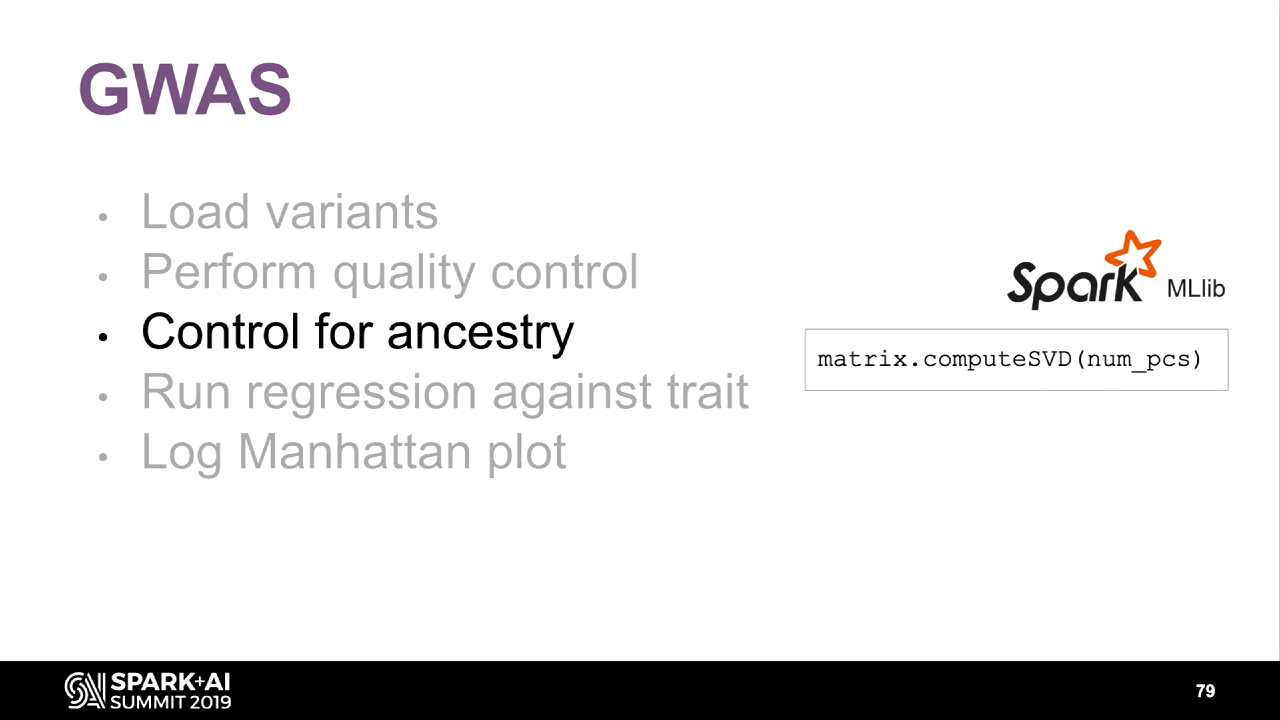 GWAS
• Load variants
• Perform quality control
• Control for ancestry
• Run regression against trait
• Log Manhattan plot
Spark MLlib
matrix.computeSVD(num_pcs)
SPARK+AI
SUMMIT 2019
79